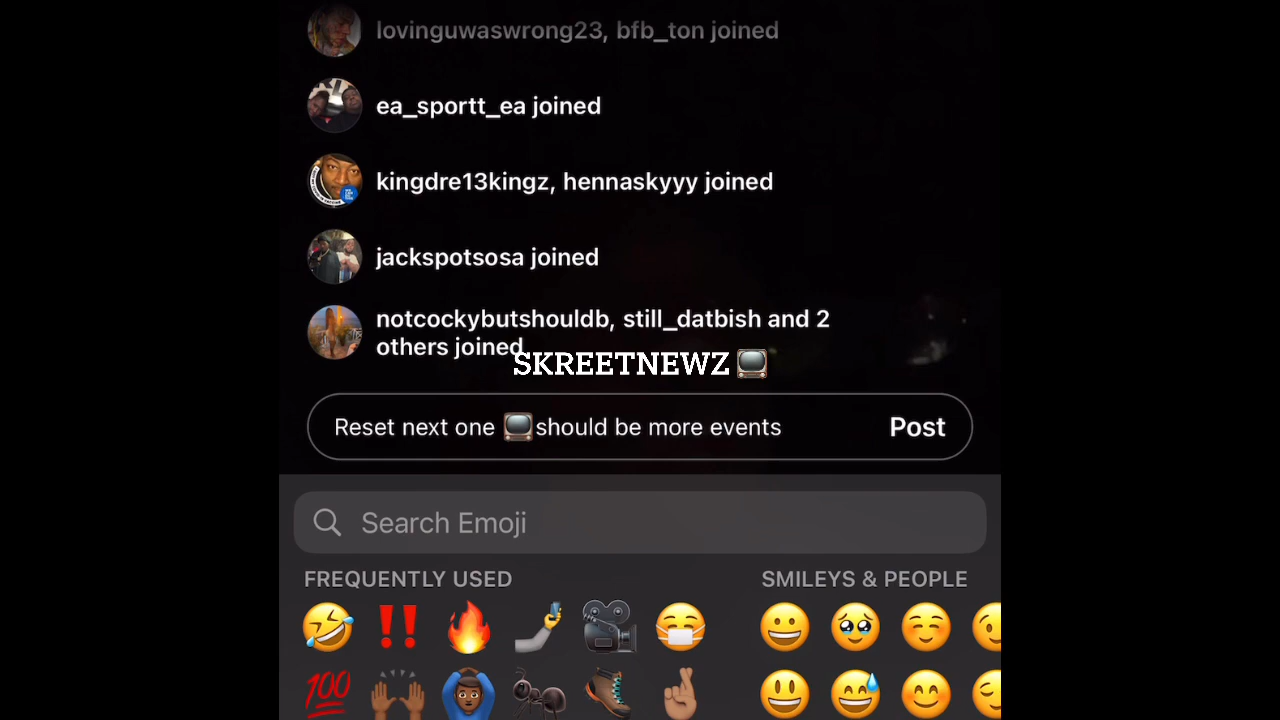 lovinguwaswrong23, bfb_ton joined
ea_sportt_ea joined
kingdre13kingz, hennaskyyy joined
jackspotsosa joined
notcockybutshouldb, still_datbish and 2
others joined
SKREETNEWZ 📺
Reset next one 📺should be more events
Post
Search Emoji
FREQUENTLY USED
SMILEYS & PEOPLE